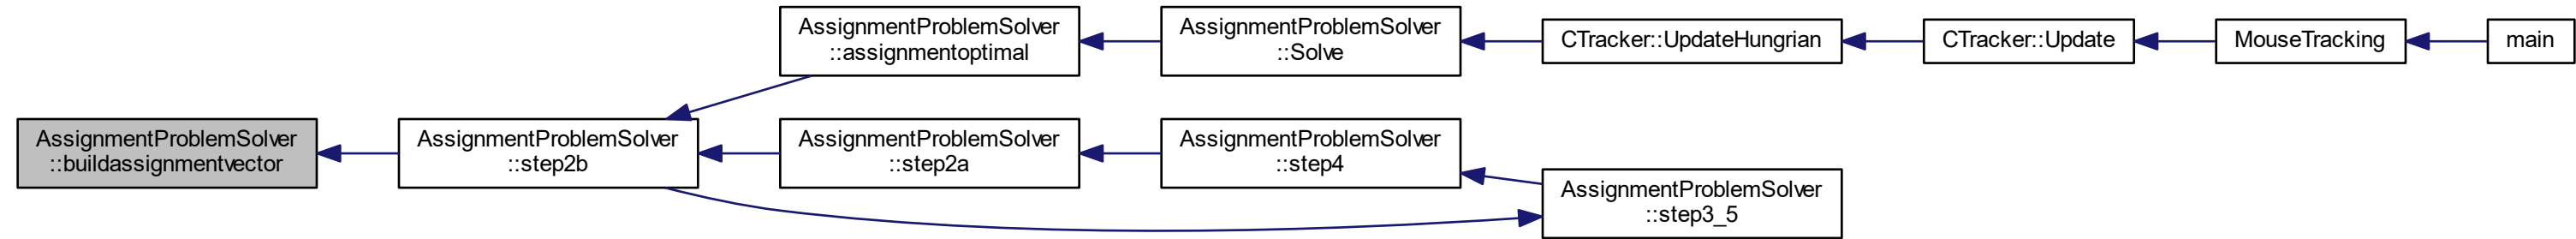 AssignmentProblemSolver
::assignmentoptimal
AssignmentProblemSolver
::Solve
CTracker::UpdateHungrian
CTracker::Update
MouseTracking
main
AssignmentProblemSolver
::buildassignmentvector
AssignmentProblemSolver
::step2b
AssignmentProblemSolver
::step2a
AssignmentProblemSolver
::step4
AssignmentProblemSolver
::step3_5